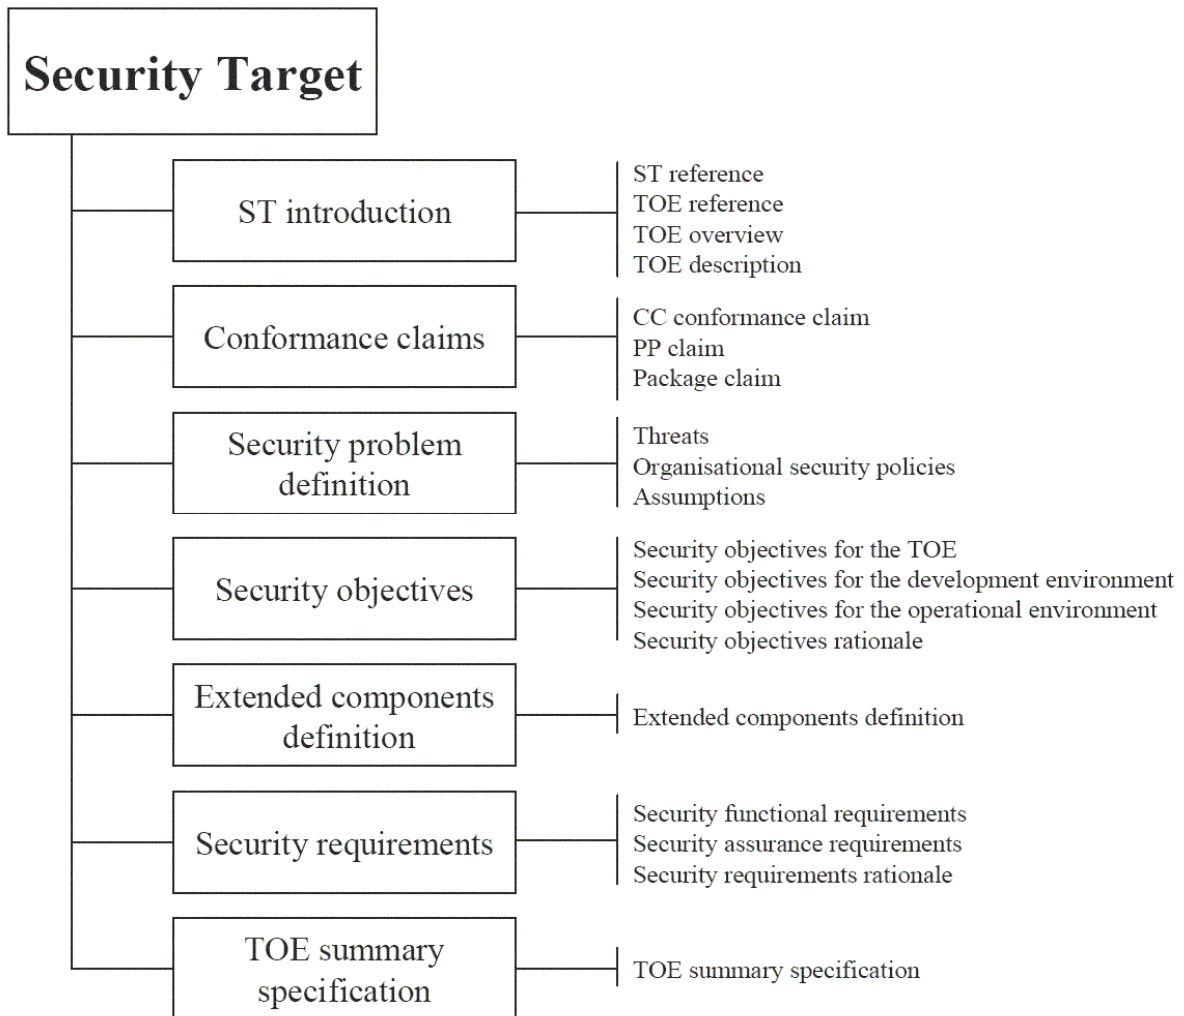 Security Target
ST introduction
ST reference
TOE reference
TOE overview
TOE description
Conformance claims
CC conformance claim
PP claim
Package claim
Security problem
definition
Threats
Organisational security policies
Assumptions
Security objectives
Security objectives for the TOE
Security objectives for the development environment
Security objectives for the operational environment
Security objectives rationale
Extended components
definition
Extended components definition
Security requirements
Security functional requirements
Security assurance requirements
Security requirements rationale
TOE summary
specification
TOE summary specification